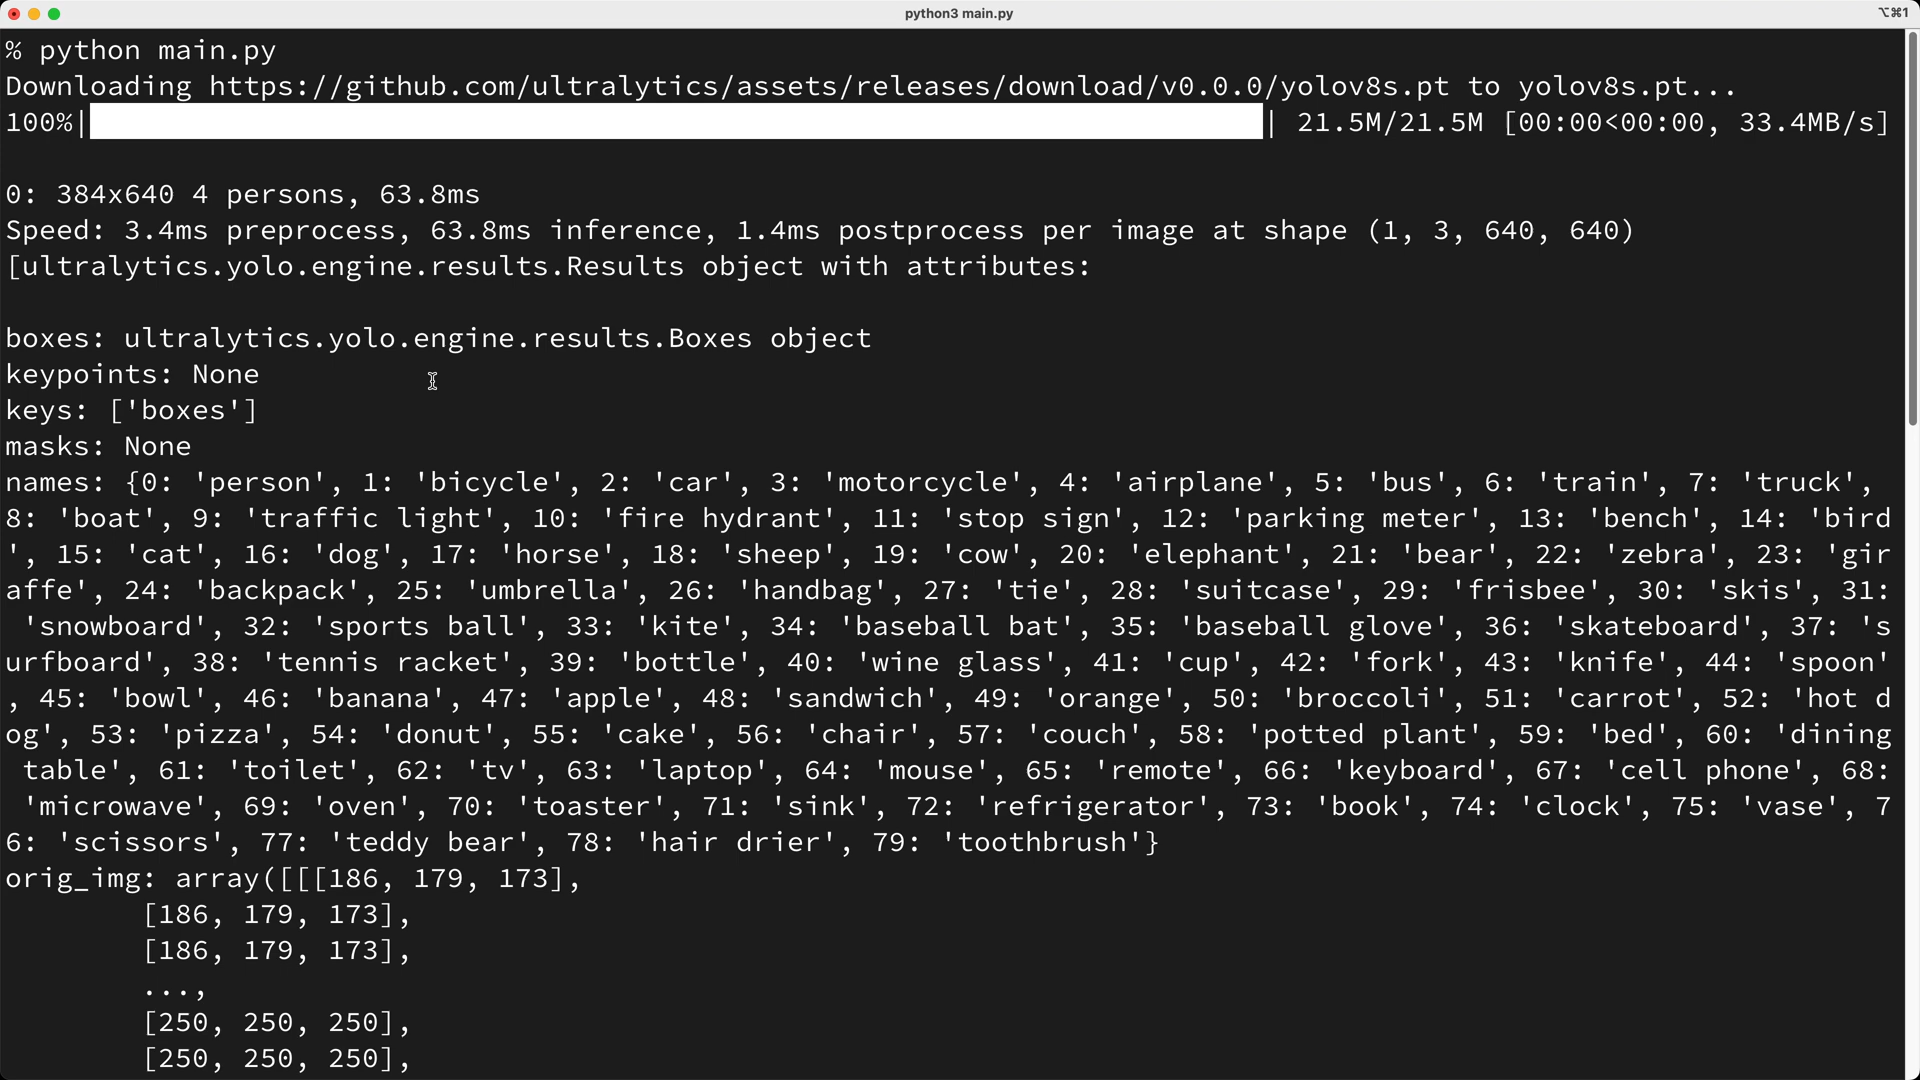 python3 main.py
⌥⌘1
% python main.py
Downloading https://github.com/ultralytics/assets/releases/download/v0.0.0/yolov8s.pt to yolov8s.pt...
100%| | 21.5M/21.5M [00:00<00:00, 33.4MB/s]
0: 384x640 4 persons, 63.8ms
Speed: 3.4ms preprocess, 63.8ms inference, 1.4ms postprocess per image at shape (1, 3, 640, 640)
[ultralytics.yolo.engine.results.Results object with attributes:
boxes: ultralytics.yolo.engine.results.Boxes object
keypoints: None
keys: ['boxes']
masks: None
names: {0: 'person', 1: 'bicycle', 2: 'car', 3: 'motorcycle', 4: 'airplane', 5: 'bus', 6: 'train', 7: 'truck',
8: 'boat', 9: 'traffic light', 10: 'fire hydrant', 11: 'stop sign', 12: 'parking meter', 13: 'bench', 14: 'bird
', 15: 'cat', 16: 'dog', 17: 'horse', 18: 'sheep', 19: 'cow', 20: 'elephant', 21: 'bear', 22: 'zebra', 23: 'gir
affe', 24: 'backpack', 25: 'umbrella', 26: 'handbag', 27: 'tie', 28: 'suitcase', 29: 'frisbee', 30: 'skis', 31:
'snowboard', 32: 'sports ball', 33: 'kite', 34: 'baseball bat', 35: 'baseball glove', 36: 'skateboard', 37: 's
urfboard', 38: 'tennis racket', 39: 'bottle', 40: 'wine glass', 41: 'cup', 42: 'fork', 43: 'knife', 44: 'spoon'
, 45: 'bowl', 46: 'banana', 47: 'apple', 48: 'sandwich', 49: 'orange', 50: 'broccoli', 51: 'carrot', 52: 'hot d
og', 53: 'pizza', 54: 'donut', 55: 'cake', 56: 'chair', 57: 'couch', 58: 'potted plant', 59: 'bed', 60: 'dining
table', 61: 'toilet', 62: 'tv', 63: 'laptop', 64: 'mouse', 65: 'remote', 66: 'keyboard', 67: 'cell phone', 68:
'microwave', 69: 'oven', 70: 'toaster', 71: 'sink', 72: 'refrigerator', 73: 'book', 74: 'clock', 75: 'vase', 7
6: 'scissors', 77: 'teddy bear', 78: 'hair drier', 79: 'toothbrush'}
orig_img: array([[[186, 179, 173],
[186, 179, 173],
[186, 179, 173],
...,
[250, 250, 250],
[250, 250, 250],